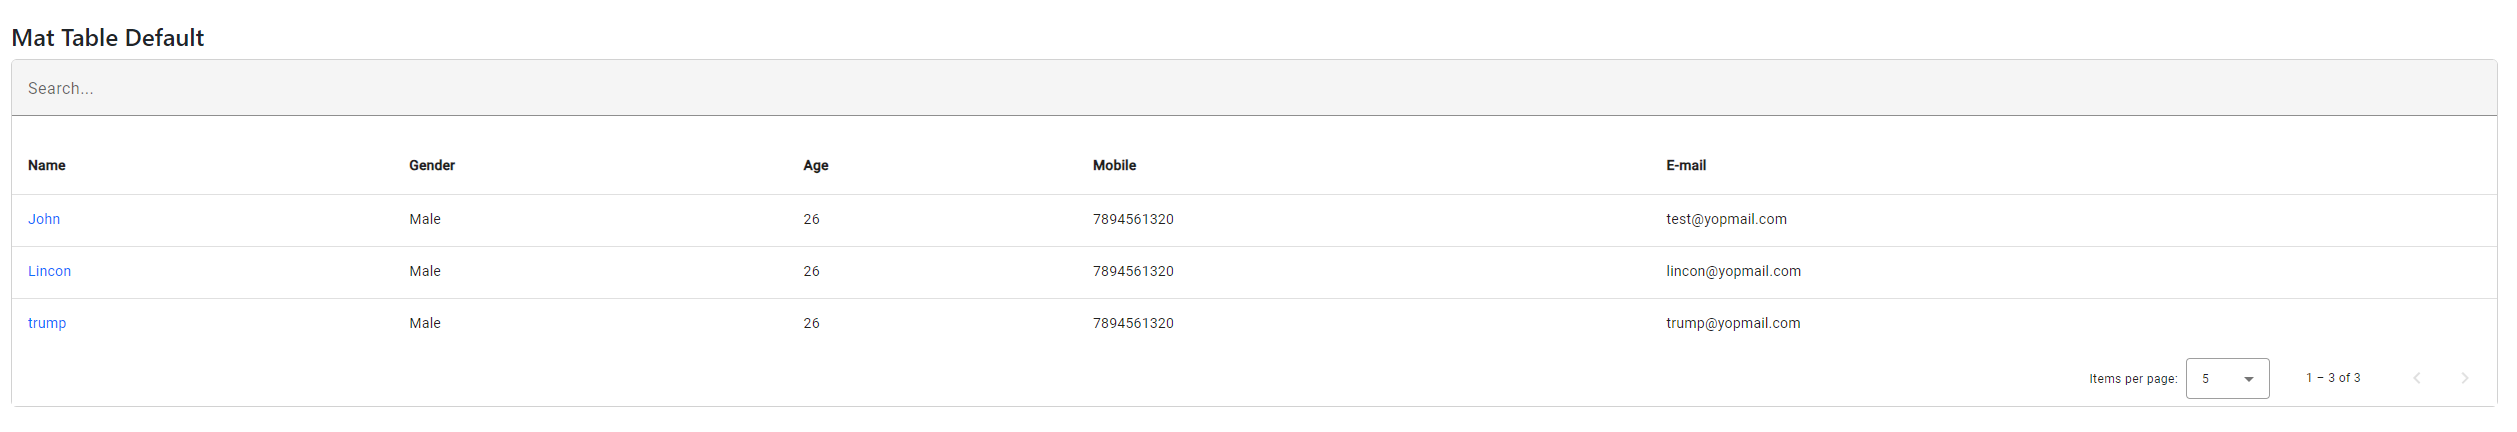 Mat Table Default
Search...
Name Gender Age Mobile E-mail
John Male 26 7894561320 test@yopmail.com
Lincon Male 26 7894561320 lincon@yopmail.com
trump Male 26 7894561320 trump@yopmail.com
Items per page: 5 1 – 3 of 3